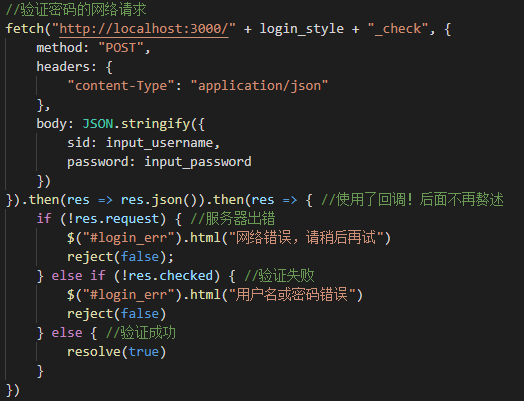 //验证密码的网络请求
fetch("http://localhost:3000/" + login_style + "_check", {
    method: "POST",
    headers: {
        "content-Type": "application/json"
    },
    body: JSON.stringify({
        sid: input_username,
        password: input_password
    })
}).then(res => res.json()).then(res => { //使用了回调！后面不再赘述
    if (!res.request) { //服务器出错
        $("#login_err").html("网络错误，请稍后再试")
        reject(false);
    } else if (!res.checked) { //验证失败
        $("#login_err").html("用户名或密码错误")
        reject(false)
    } else { //验证成功
        resolve(true)
    }
})